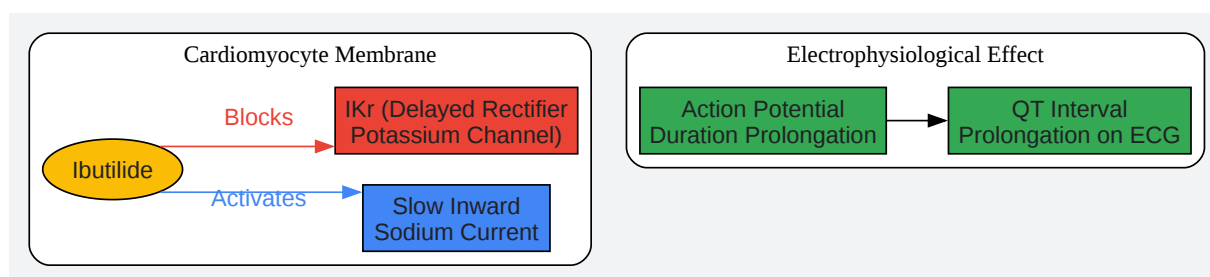 Cardiomyocyte Membrane
Blocks
IKr (Delayed Rectifier
Potassium Channel)
Ibutilide
Activates
Slow Inward
Sodium Current
Electrophysiological Effect
Action Potential
Duration Prolongation
QT Interval
Prolongation on ECG